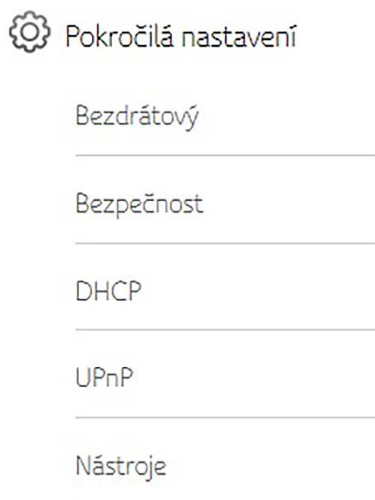 Pokročilá nastavení
Bezdrátový
Bezpečnost
DHCP
UPnP
Nástroje